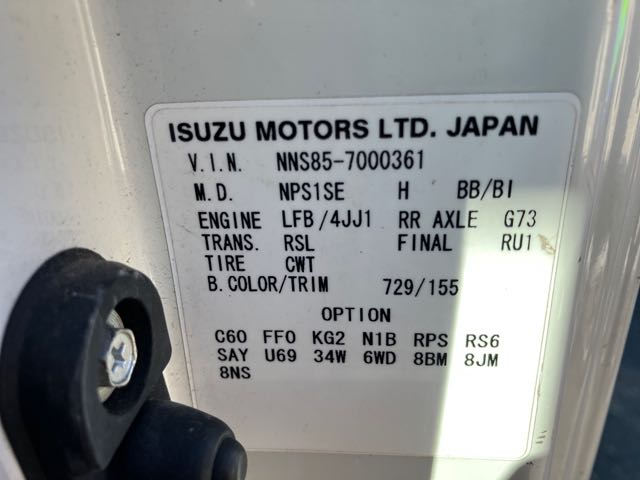 ISUZU MOTORS LTD. JAPAN
V.I.N. NNS85-7000361
M.D. NPS1SE H BB/BI
ENGINE LFB/4JJ1 RR AXLE G73
TRANS. RSL FINAL RU1
TIRE CWT
B.COLOR/TRIM 729/155
OPTION
C60 FF0 KG2 N1B RPS RS6
SAY U69 34W 6WD 8BM 8JM
8NS